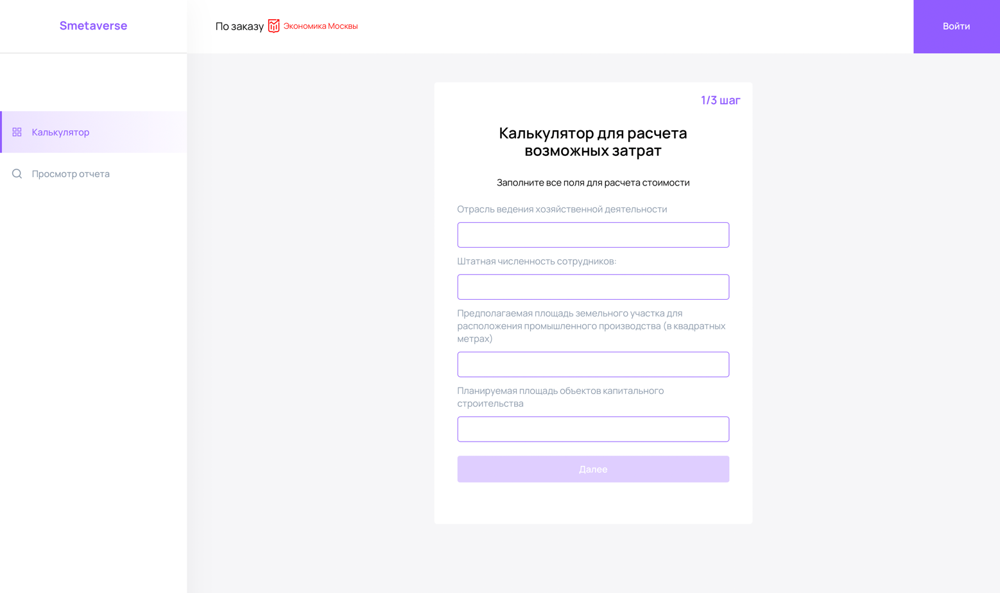 Smetaverse
По заказу Экономика Москвы
Войти
Калькулятор
Просмотр отчета
1/3 шаг
Калькулятор для расчета
возможных затрат
Заполните все поля для расчета стоимости
Отрасль ведения хозяйственной деятельности
Штатная численность сотрудников:
Предполагаемая площадь земельного участка для
расположения промышленного производства (в квадратных
метрах)
Планируемая площадь объектов капитального
строительства
Далее